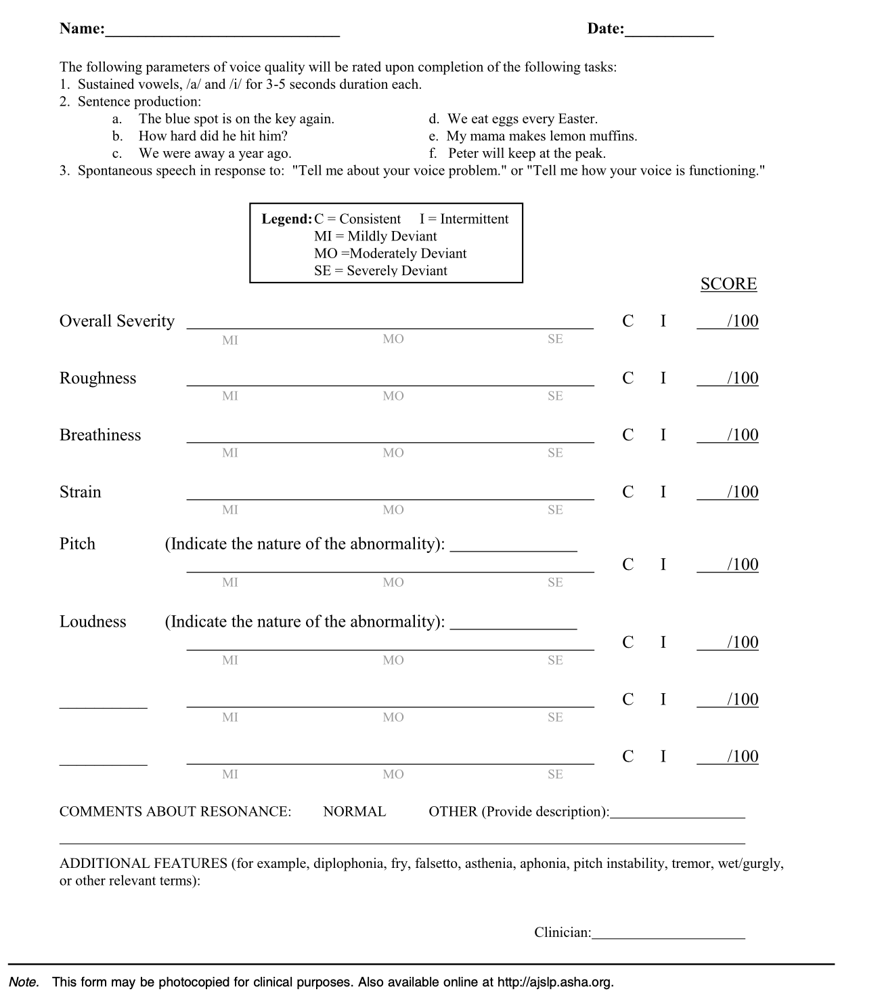 Name:______________________________ Date:___________
The following parameters of voice quality will be rated upon completion of the following tasks:
1. Sustained vowels, /a/ and /i/ for 3-5 seconds duration each.
2. Sentence production:
a. The blue spot is on the key again. d. We eat eggs every Easter.
b. How hard did he hit him? e. My mama makes lemon muffins.
c. We were away a year ago. f. Peter will keep at the peak.
3. Spontaneous speech in response to: "Tell me about your voice problem." or "Tell me how your voice is functioning."
Legend: C = Consistent I = Intermittent
MI = Mildly Deviant
MO =Moderately Deviant
SE = Severely Deviant
SCORE
Overall Severity C I /100
MI MO SE
Roughness C I /100
MI MO SE
Breathiness C I /100
MI MO SE
Strain C I /100
MI MO SE
Pitch (Indicate the nature of the abnormality): _______________
C I /100
MI MO SE
Loudness (Indicate the nature of the abnormality): _______________
C I /100
MI MO SE
__________ C I /100
MI MO SE
__________ C I /100
MI MO SE
COMMENTS ABOUT RESONANCE: NORMAL OTHER (Provide description):__________________
ADDITIONAL FEATURES (for example, diplophonia, fry, falsetto, asthenia, aphonia, pitch instability, tremor, wet/gurgly,
or other relevant terms):
Clinician:____________________
Note. This form may be photocopied for clinical purposes. Also available online at http://ajslp.asha.org.